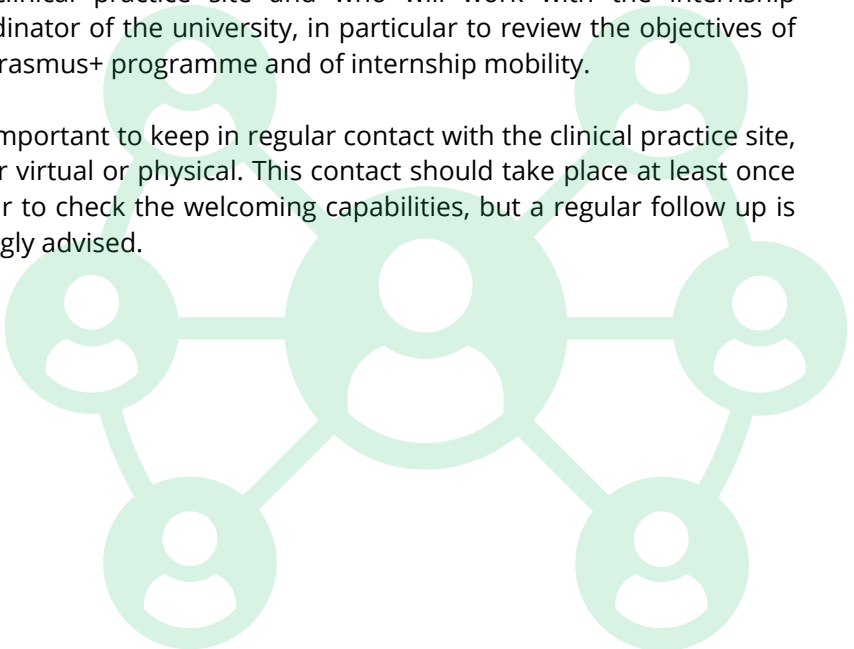 clinical practice site and who will work with the internship
dinator of the university, in particular to review the objectives of
rasmus+ programme and of internship mobility.
mportant to keep in regular contact with the clinical practice site,
r virtual or physical. This contact should take place at least once
r to check the welcoming capabilities, but a regular follow up is
gly advised.